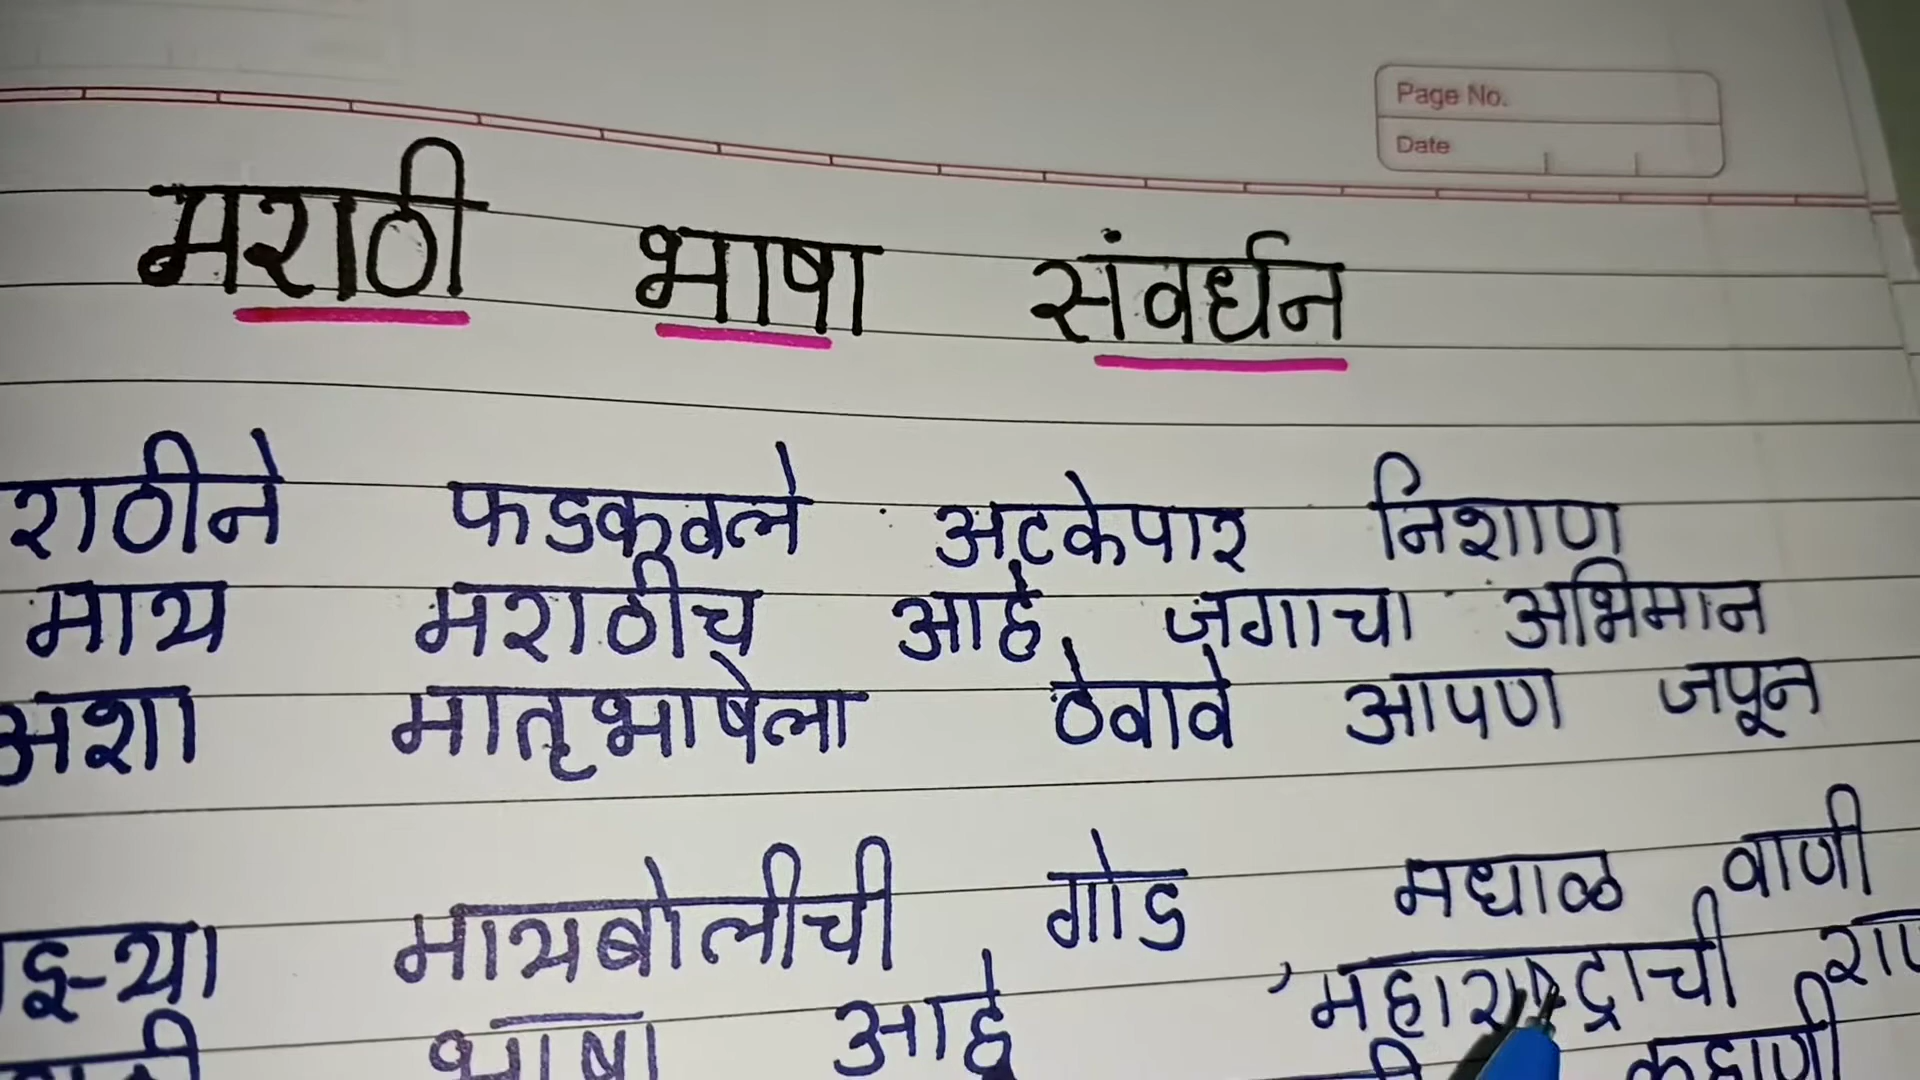 Page No.
Date
मराठी भाषा संवर्धन
राठीने फडकवले अटकेपार निशाण
माय मराठीच आहे जगाचा अभिमान
अशा मातृभाषेला ठेवावे आपण जपून
मायबोलीची गोड मधाळ वाणी
भाषा आहे महाराष्ट्राची
कहाणी